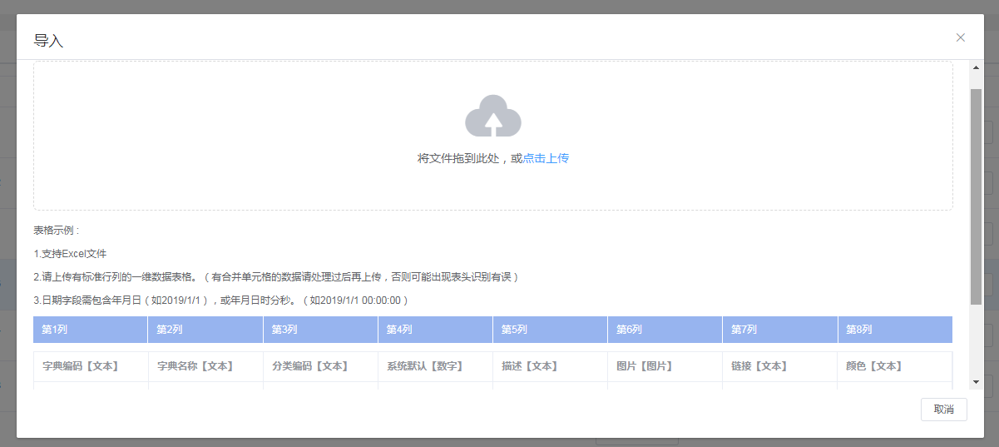 导入
将文件拖到此处，或点击上传
表格示例：
1.支持Excel文件
2.请上传有标准行列的一维数据表格。（有合并单元格的数据请处理过后再上传，否则可能出现表头识别有误）
3.日期字段需包含年月日（如2019/1/1），或年月日时分秒。（如2019/1/1 00:00:00）
第1列 第2列 第3列 第4列 第5列 第6列 第7列 第8列
字典编码【文本】 字典名称【文本】 分类编码【文本】 系统默认【数字】 描述【文本】 图片【图片】 链接【文本】 颜色【文本】
取消